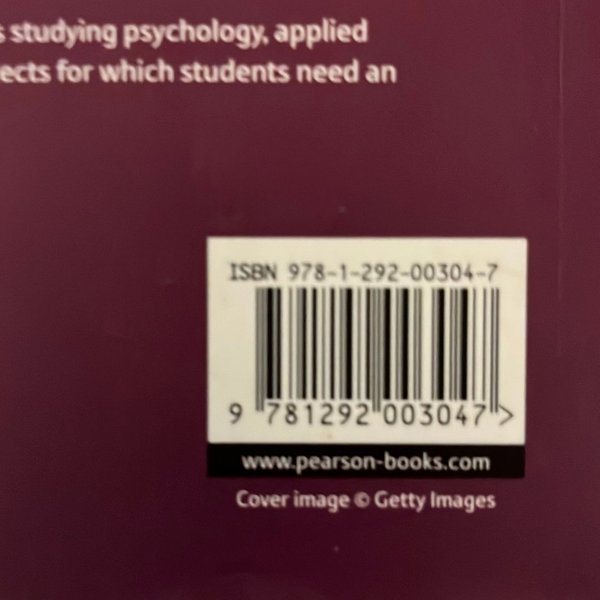 s studying psychology, applied
ects for which students need an
ISBN 978-1-292-00304-7
9 781292 003047 >
www.pearson-books.com
Cover image © Getty Images